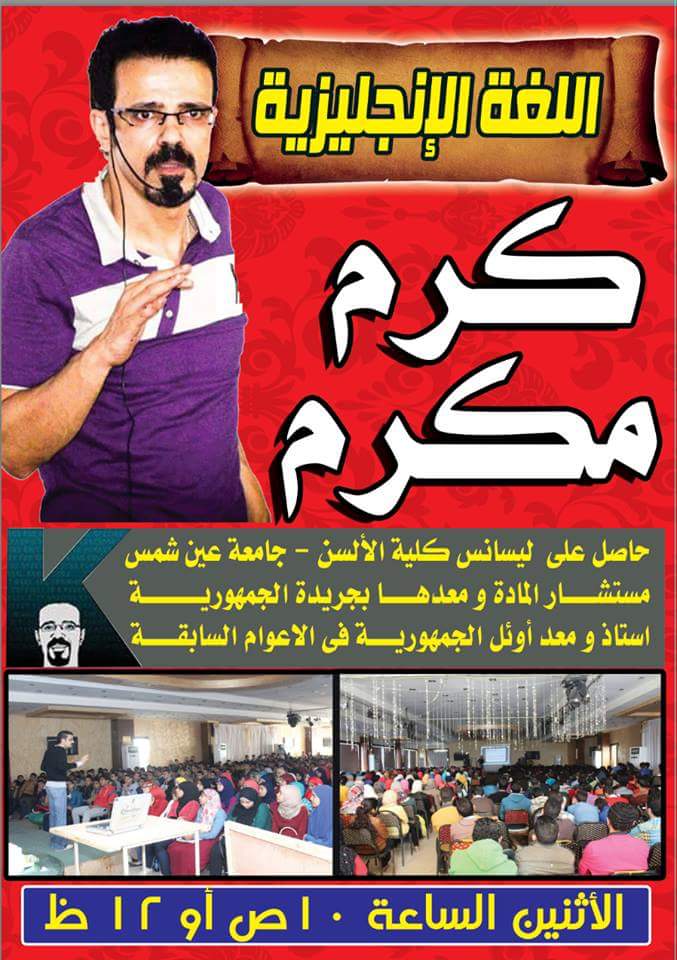 اللغة الإنجليزية
كرم
مكرم
حاصل على ليسانس كلية الألسن - جامعة عين شمس
مستشار المادة و معدها بجريدة الجمهورية
استاذ و معد أوئل الجمهورية فى الاعوام السابقة
الأثنين الساعة ١٠ص أو ١٢ ظ